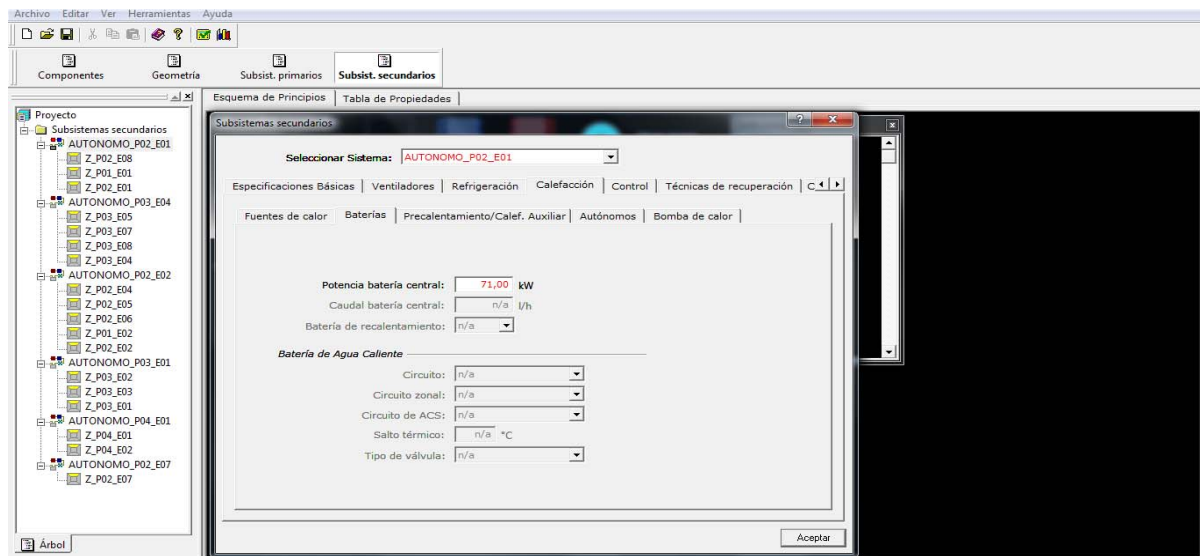 Archivo Editar Ver Herramientas Ayuda
Componentes Geometría Subsist. primarios Subsist. secundarios
Esquema de Principios Tabla de Propiedades
Proyecto
Subsistemas secundarios
AUTONOMO_P02_E01
Z_P02_E08
Z_P01_E01
Z_P02_E01
AUTONOMO_P03_E04
Z_P03_E05
Z_P03_E07
Z_P03_E08
Z_P03_E04
AUTONOMO_P02_E02
Z_P02_E04
Z_P02_E05
Z_P02_E06
Z_P01_E02
Z_P02_E02
AUTONOMO_P03_E01
Z_P03_E02
Z_P03_E03
Z_P03_E01
AUTONOMO_P04_E01
Z_P04_E01
Z_P04_E02
AUTONOMO_P02_E07
Z_P02_E07
Árbol
Subsistemas secundarios
Seleccionar Sistema: AUTONOMO_P02_E01
Especificaciones Básicas Ventiladores Refrigeración Calefacción Control Técnicas de recuperación C
Fuentes de calor Baterías Precalentamiento/Calef. Auxiliar Autónomos Bomba de calor
Potencia batería central: 71,00 kW
Caudal batería central: n/a l/h
Batería de recalentamiento: n/a
Batería de Agua Caliente
Circuito: n/a
Circuito zonal: n/a
Circuito de ACS: n/a
Salto térmico: n/a °C
Tipo de válvula: n/a
Aceptar